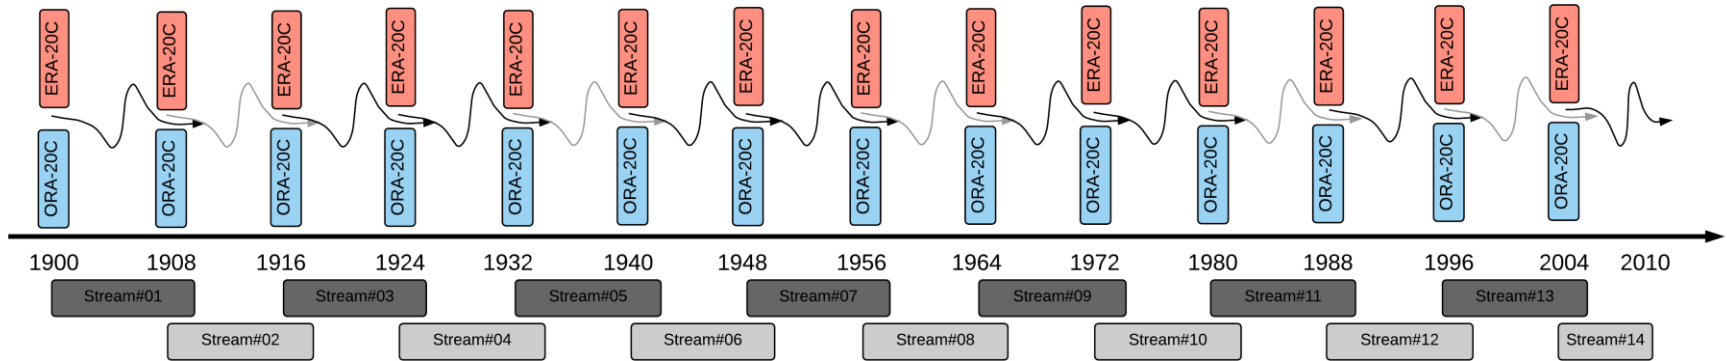 ERA-20C ERA-20C ERA-20C ERA-20C ERA-20C ERA-20C ERA-20C ERA-20C ERA-20C ERA-20C ERA-20C ERA-20C ERA-20C ERA-20C
ORA-20C ORA-20C ORA-20C ORA-20C ORA-20C ORA-20C ORA-20C ORA-20C ORA-20C ORA-20C ORA-20C ORA-20C ORA-20C ORA-20C
1900 1908 1916 1924 1932 1940 1948 1956 1964 1972 1980 1988 1996 2004 2010
Stream#01 Stream#03 Stream#05 Stream#07 Stream#09 Stream#11 Stream#13
Stream#02 Stream#04 Stream#06 Stream#08 Stream#10 Stream#12 Stream#14